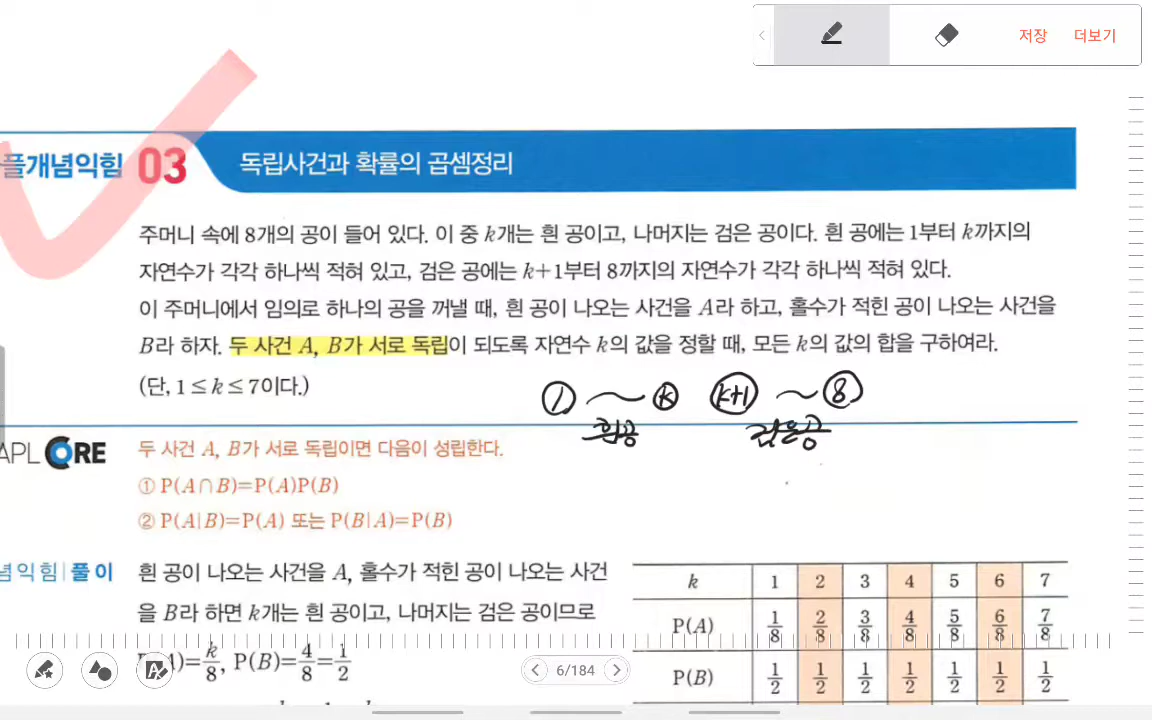 저장 더보기
플개념익힘 03 독립사건과 확률의 곱셈정리
주머니 속에 8개의 공이 들어 있다. 이 중 k개는 흰 공이고, 나머지는 검은 공이다. 흰 공에는 1부터 k까지의
자연수가 각각 하나씩 적혀 있고, 검은 공에는 k+1부터 8까지의 자연수가 각각 하나씩 적혀 있다.
이 주머니에서 임의로 하나의 공을 꺼낼 때, 흰 공이 나오는 사건을 A라 하고, 홀수가 적힌 공이 나오는 사건을
B라 하자. 두 사건 A, B가 서로 독립이 되도록 자연수 k의 값을 정할 때, 모든 k의 값의 합을 구하여라.
(단, 1≤k≤7이다.)
① ~ ⓚ k+1 ~ ⑧
흰공 검은공
APL CORE 두 사건 A, B가 서로 독립이면 다음이 성립한다.
① P(A∩B)=P(A)P(B)
② P(A|B)=P(A) 또는 P(B|A)=P(B)
념익힘 | 풀이 흰 공이 나오는 사건을 A, 홀수가 적힌 공이 나오는 사건
을 B라 하면 k개는 흰 공이고, 나머지는 검은 공이므로
A)=k/8, P(B)=4/8=1/2
k 1 2 3 4 5 6 7
P(A) 1/8 2/8 3/8 4/8 5/8 6/8 7/8
P(B) 1/2 1/2 1/2 1/2 1/2 1/2 1/2
6/184